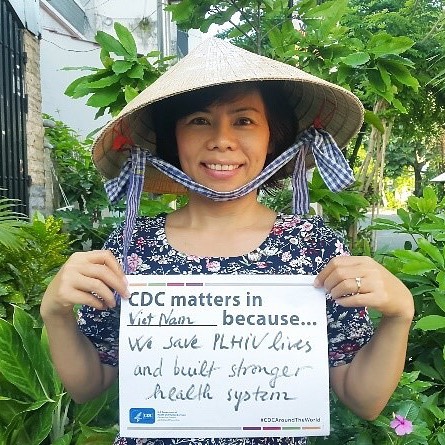 CDC matters in
Viet Nam because...
We save PLHIV lives
and built stronger
health system
CDC
#CDCAroundTheWorld